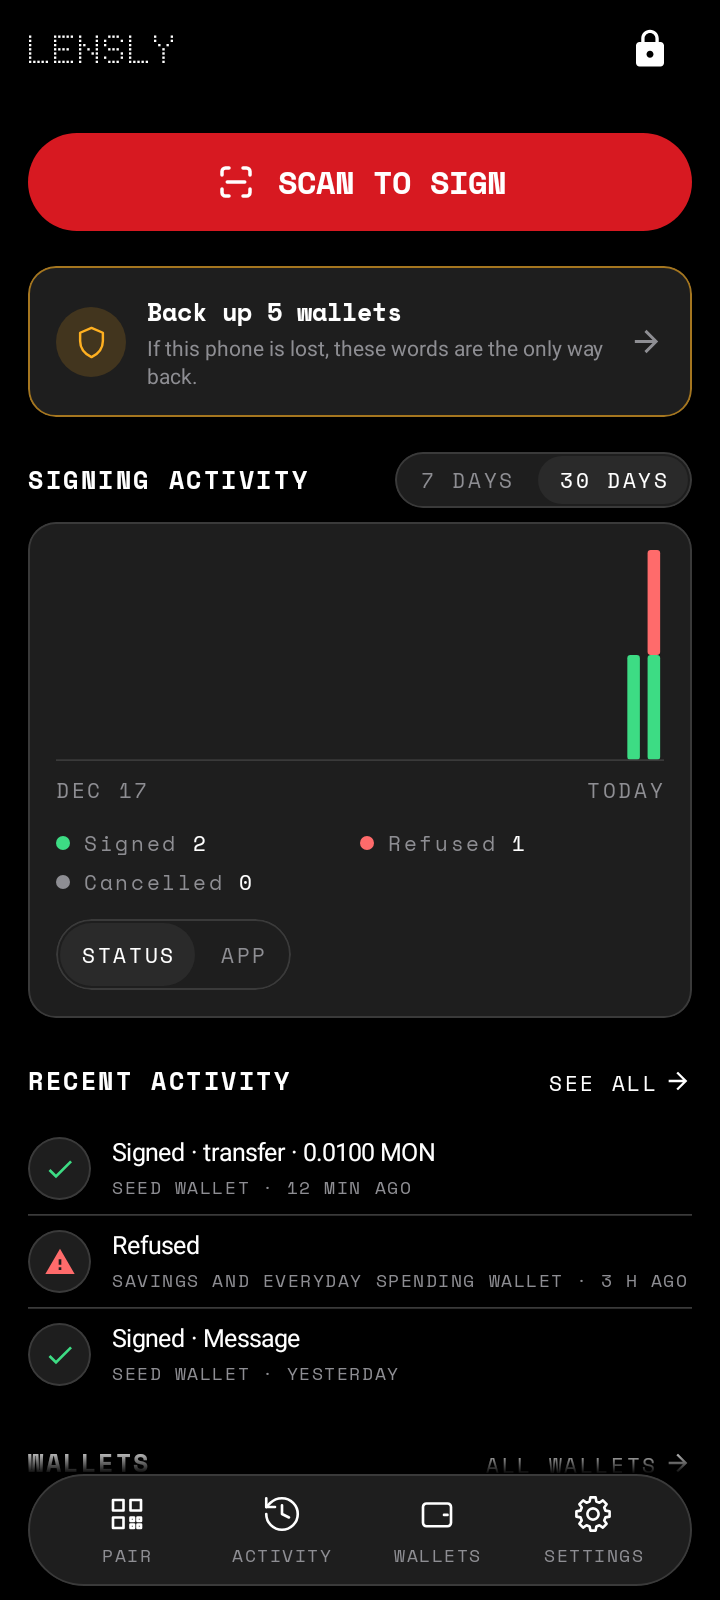 LENSLY
SCAN TO SIGN
Back up 5 wallets
If this phone is lost, these words are the only way
back.
SIGNING ACTIVITY
7 DAYS 30 DAYS
DEC 17 TODAY
Signed 2 Refused 1
Cancelled 0
STATUS APP
RECENT ACTIVITY SEE ALL
Signed · transfer · 0.0100 MON
SEED WALLET · 12 MIN AGO
Refused
SAVINGS AND EVERYDAY SPENDING WALLET · 3 H AGO
Signed · Message
SEED WALLET · YESTERDAY
WALLETS ALL WALLETS
PAIR ACTIVITY WALLETS SETTINGS